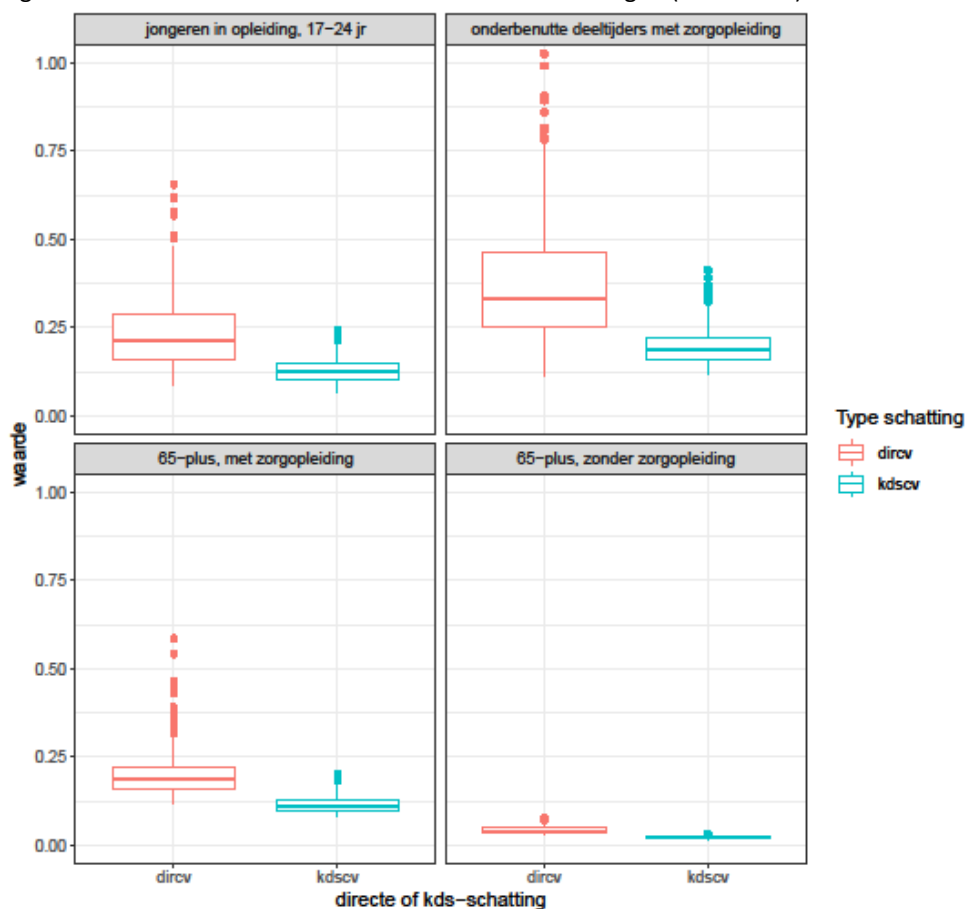 jongeren in opleiding, 17−24 jr
onderbenutte deeltijders met zorgopleiding
1.00
0.75
0.50
0.25
0.00
65−plus, met zorgopleiding
65−plus, zonder zorgopleiding
1.00
0.75
0.50
0.25
0.00
waarde
dircv
kdscv
dircv
kdscv
directe of kds−schatting
Type schatting
dircv
kdscv